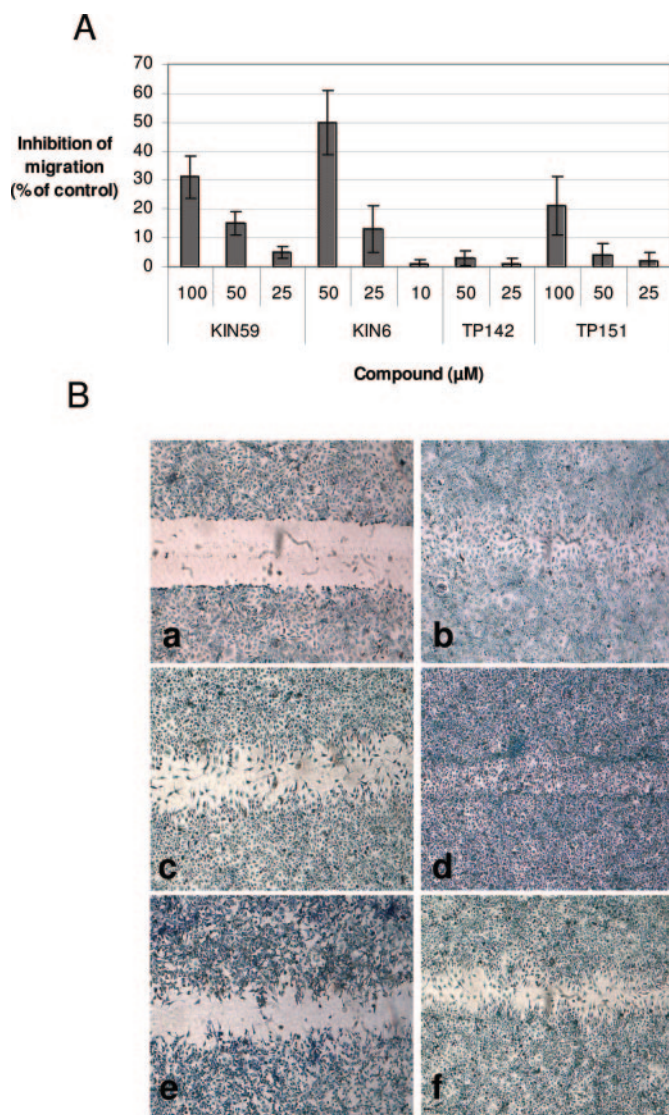 A
70
60
50
40
30
20
10
0
Inhibition of
migration
(% of control)
100 50 25 50 25 10 50 25 100 50 25
KIN59 KIN6 TP142 TP151
Compound (µM)
B
a
b
c
d
e
f